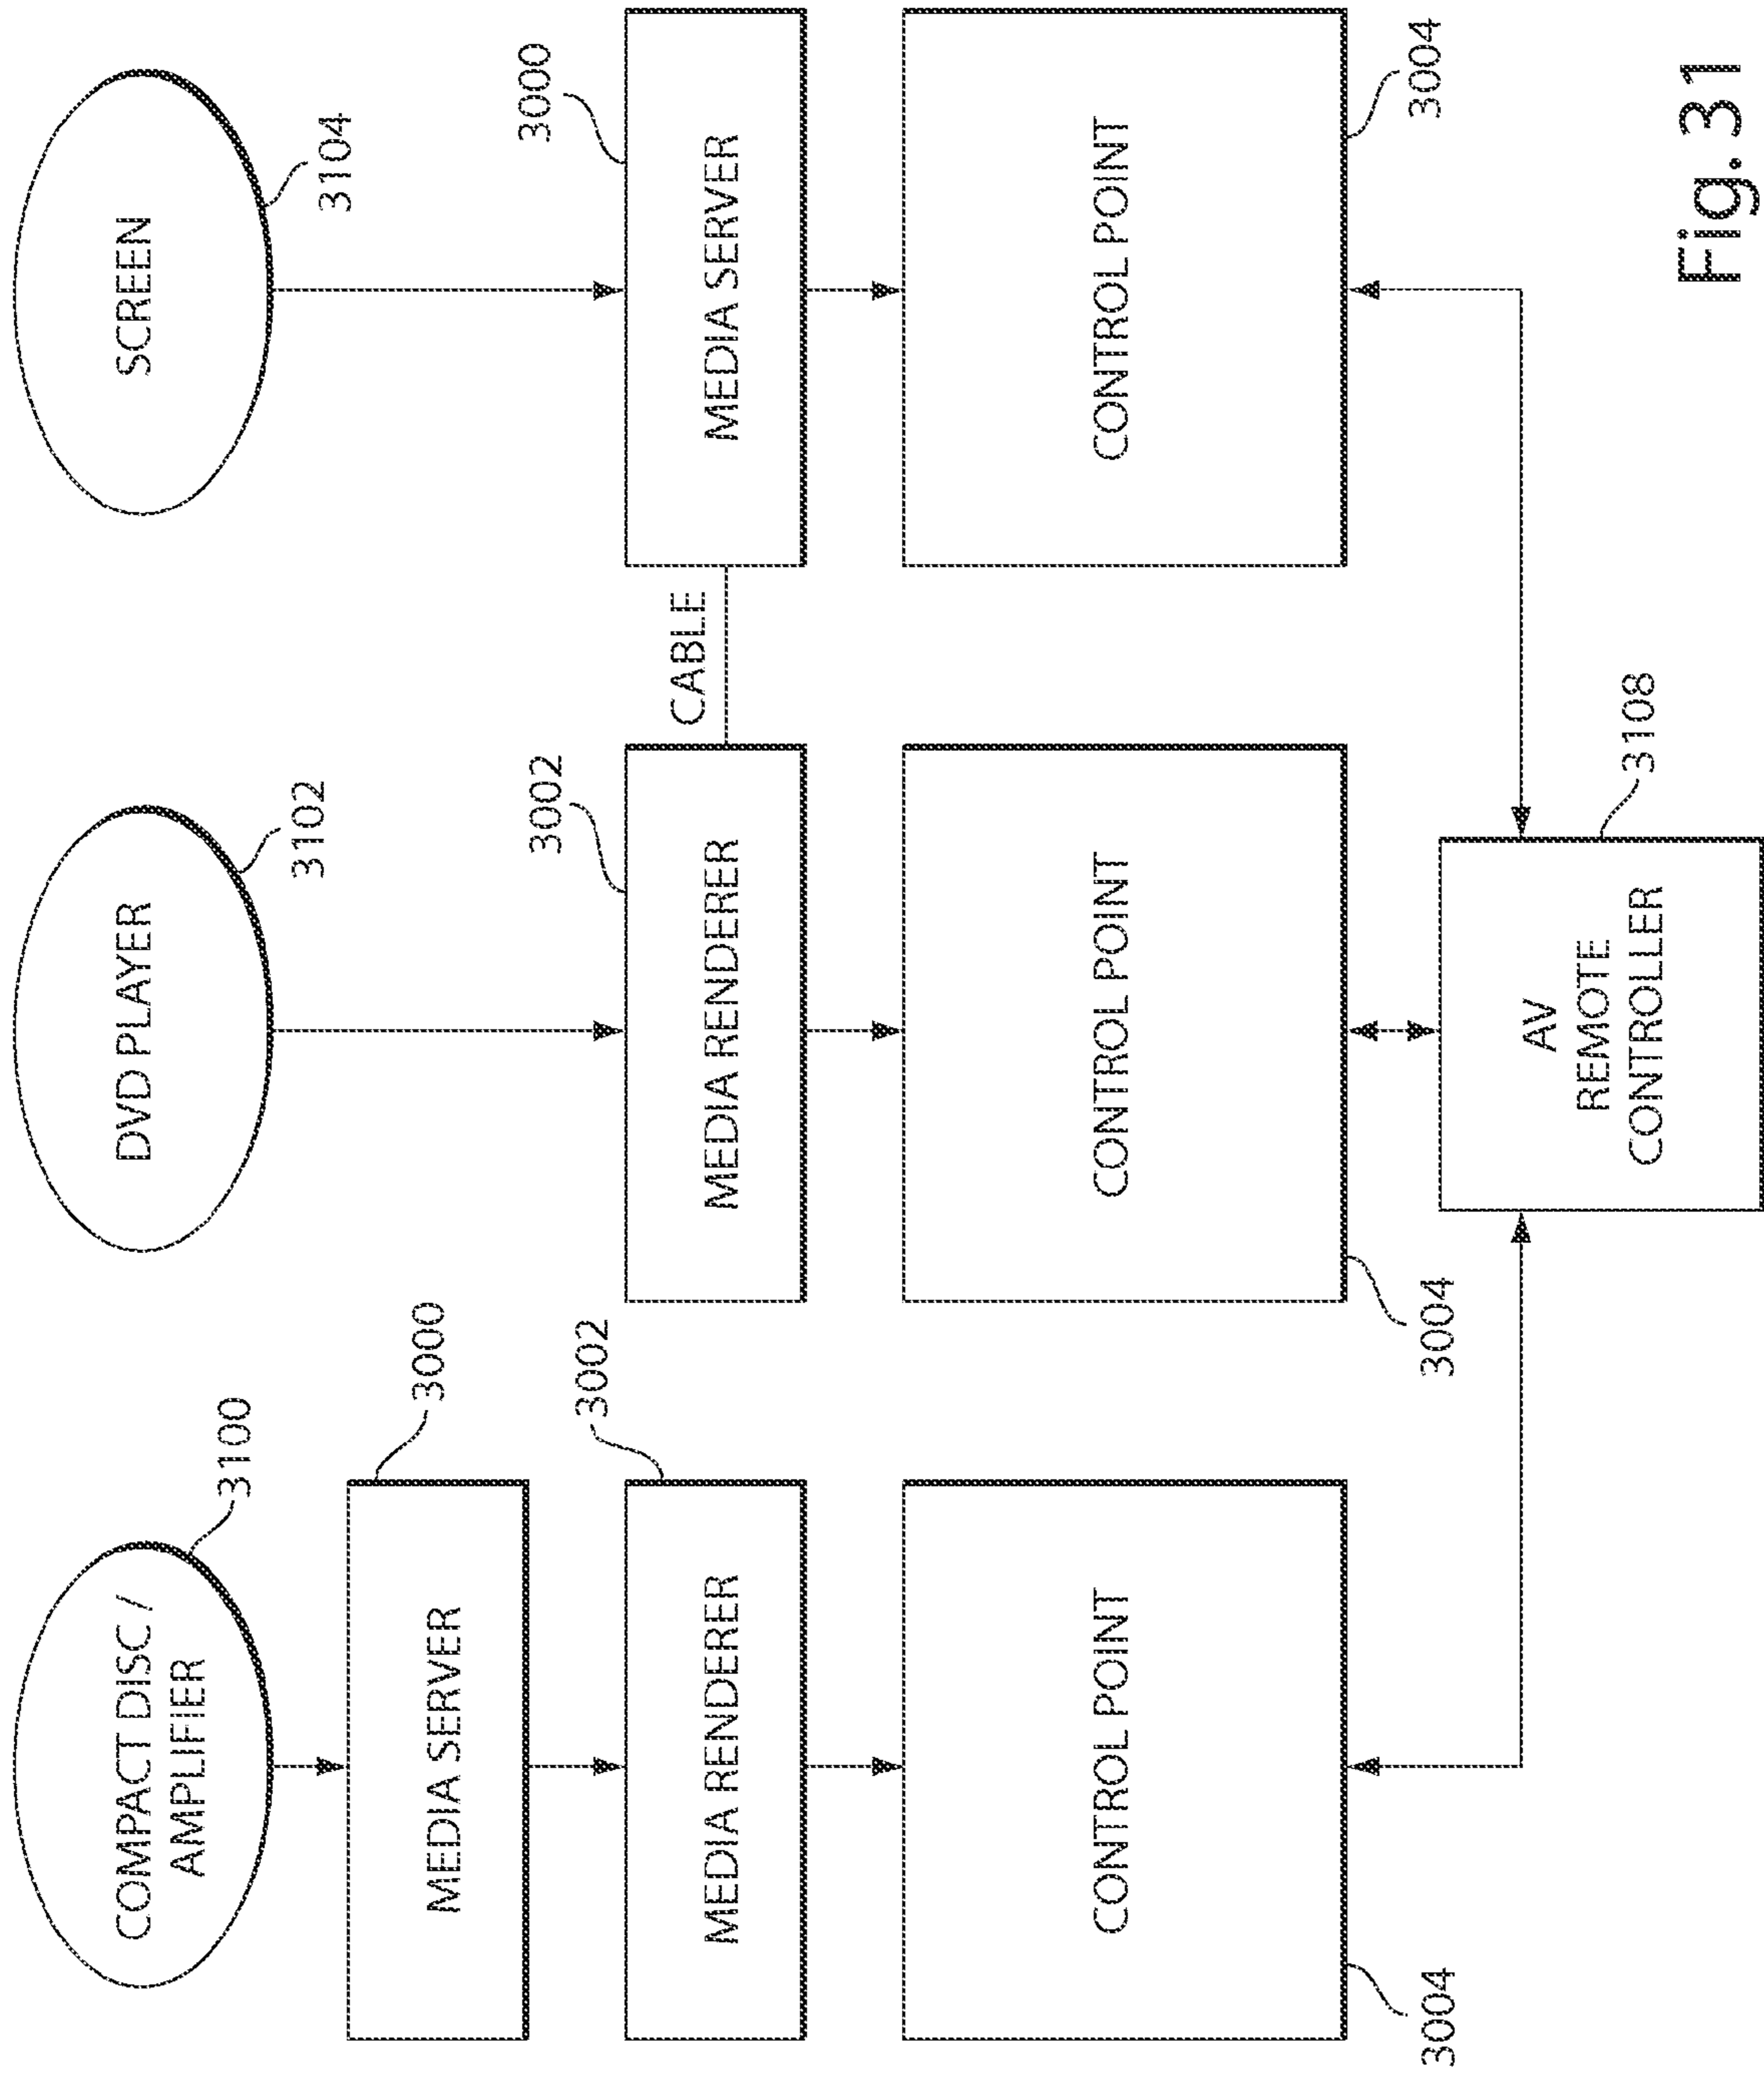 COMPACT DISC /
AMPLIFIER
3100
MEDIA SERVER
3000
MEDIA RENDERER
3002
CONTROL POINT
3004
DVD PLAYER
3102
MEDIA RENDERER
3002
CABLE
CONTROL POINT
3004
SCREEN
3104
MEDIA SERVER
3000
CONTROL POINT
3004
AV
REMOTE
CONTROLLER
3108
Fig. 31